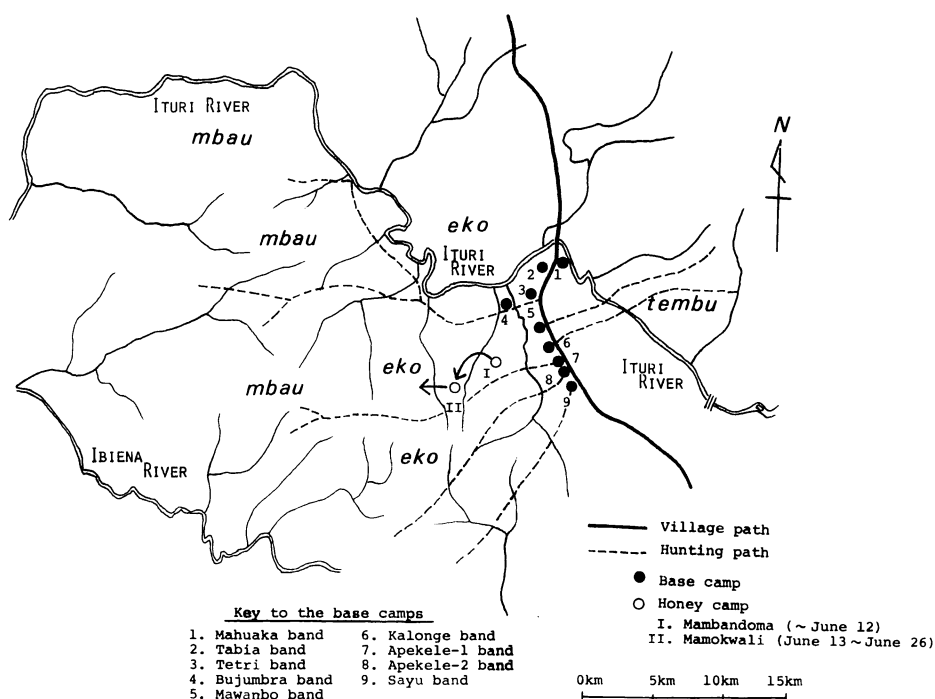 N
ITURI RIVER
mbau
eko
mbau
ITURI
RIVER
2
1
3
tembu
4
5
6
eko
I
7
ITURI
RIVER
mbau
8
II
9
eko
IBIENA
RIVER
Village path
Hunting path
Base camp
Honey camp
I. Mambandoma (~June 12)
II. Mamokwali (June 13~June 26)
Key to the base camps
1. Mahuaka band 6. Kalonge band
2. Tabia band 7. Apekele-1 band
3. Tetri band 8. Apekele-2 band
4. Bujumbra band 9. Sayu band
5. Mawanbo band
0km 5km 10km 15km